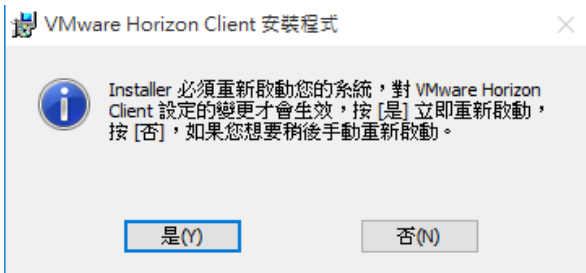 VMware Horizon Client 安裝程式
Installer 必須重新啟動您的系統，對 VMware Horizon
Client 設定的變更才會生效，按 [是] 立即重新啟動，
按 [否]，如果您想要稍後手動重新啟動。
是(Y)
否(N)